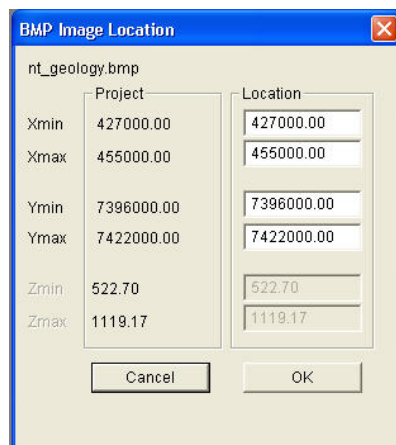 BMP Image Location
nt_geology.bmp
Project Location
Xmin 427000.00 427000.00
Xmax 455000.00 455000.00
Ymin 7396000.00 7396000.00
Ymax 7422000.00 7422000.00
Zmin 522.70 522.70
Zmax 1119.17 1119.17
Cancel OK